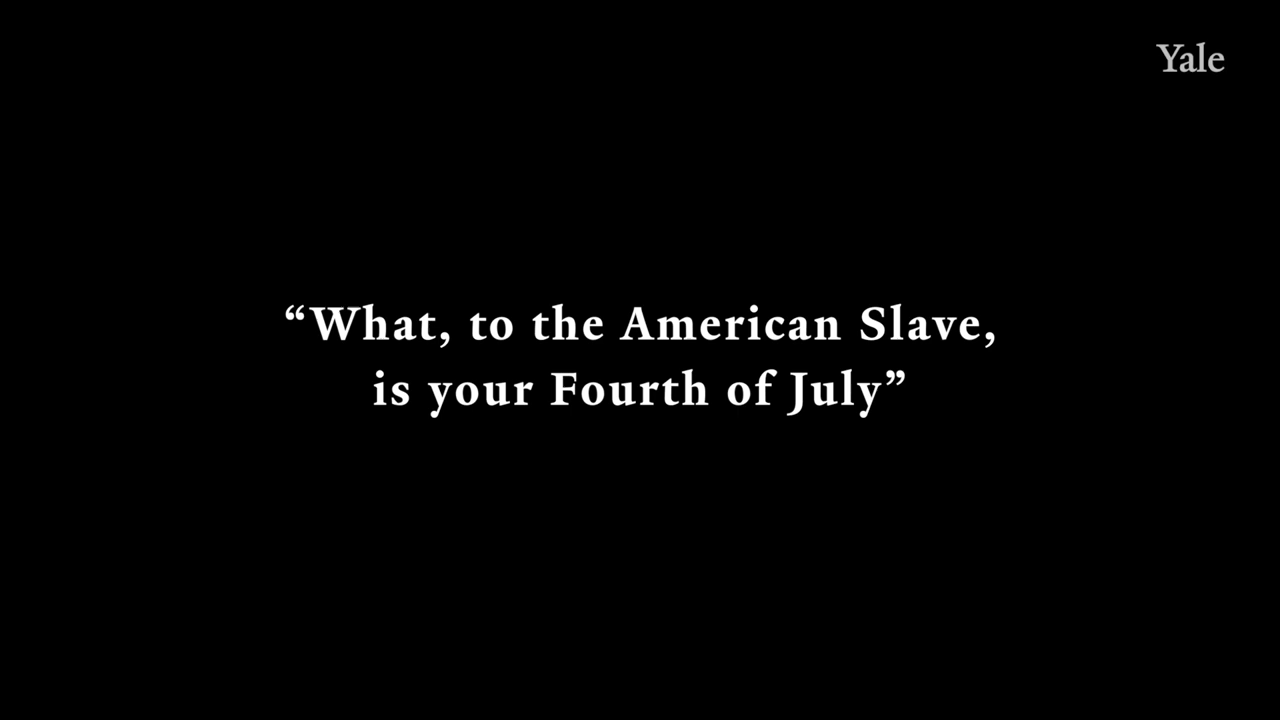 Yale
“What, to the American Slave,
is your Fourth of July”